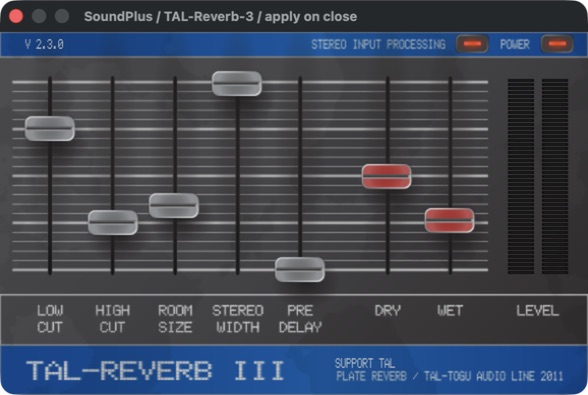 SoundPlus / TAL-Reverb-3 / apply on close
V 2.3.0
STEREO INPUT PROCESSING
POWER
LOW CUT
HIGH CUT
ROOM SIZE
STEREO WIDTH
PRE DELAY
DRY
WET
LEVEL
TAL-REVERB III
SUPPORT TAL
PLATE REVERB / TAL-TOGU AUDIO LINE 2011